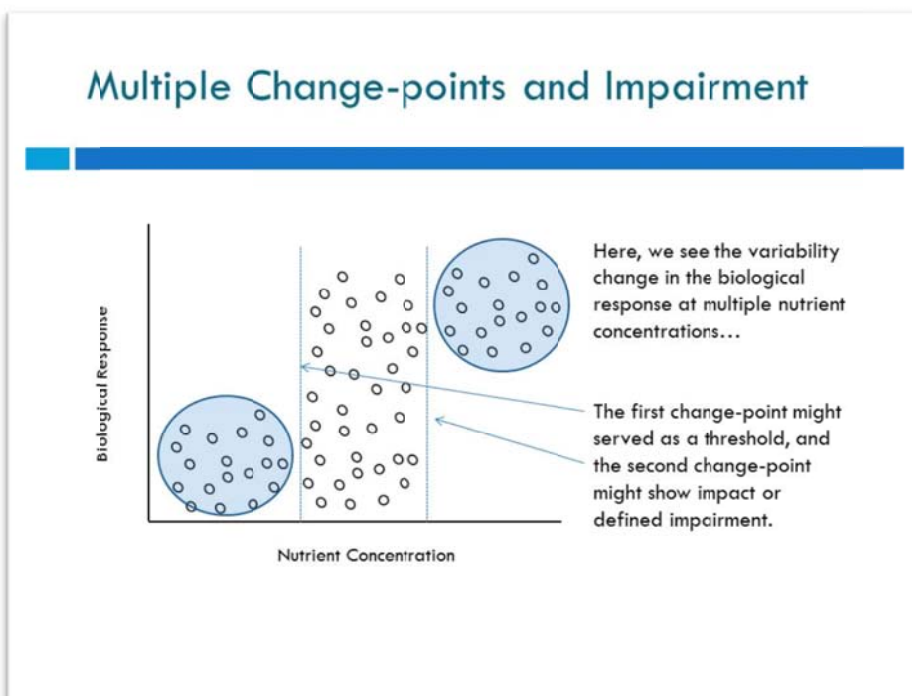 Multiple Change-points and Impairment
Here, we see the variability
change in the biological
response at multiple nutrient
concentrations...
Biological Response
The first change-point might
served as a threshold, and
the second change-point
might show impact or
defined impairment.
Nutrient Concentration